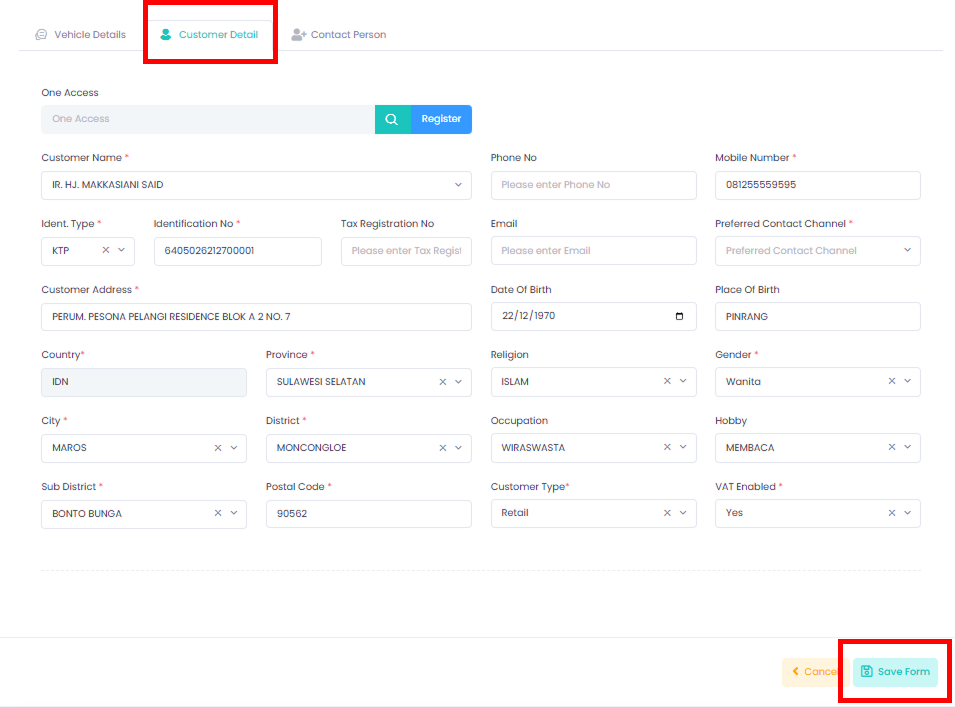 Vehicle Details Customer Detail Contact Person
One Access
One Access Register
Customer Name * Phone No Mobile Number *
IR. HJ. MAKKASIANI SAID Please enter Phone No 081255559595
Ident. Type * Identification No * Tax Registration No Email Preferred Contact Channel *
KTP 6405026212700001 Please enter Tax Regist Please enter Email Preferred Contact Channel
Customer Address * Date Of Birth Place Of Birth
PERUM. PESONA PELANGI RESIDENCE BLOK A 2 NO. 7 22/12/1970 PINRANG
Country* Province * Religion Gender *
IDN SULAWESI SELATAN ISLAM Wanita
City * District * Occupation Hobby
MAROS MONCONGLOE WIRASWASTA MEMBACA
Sub District * Postal Code * Customer Type* VAT Enabled *
BONTO BUNGA 90562 Retail Yes
Cancel Save Form